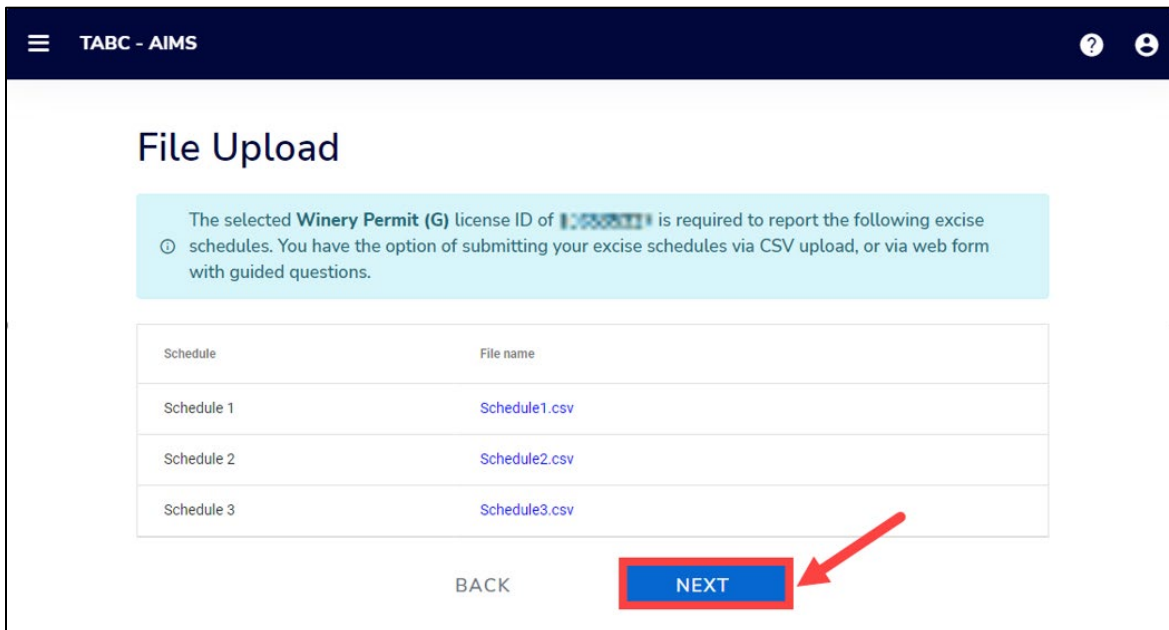 TABC - AIMS
File Upload
The selected Winery Permit (G) license ID of is required to report the following excise
schedules. You have the option of submitting your excise schedules via CSV upload, or via web form
with guided questions.
Schedule File name
Schedule 1 Schedule1.csv
Schedule 2 Schedule2.csv
Schedule 3 Schedule3.csv
BACK NEXT